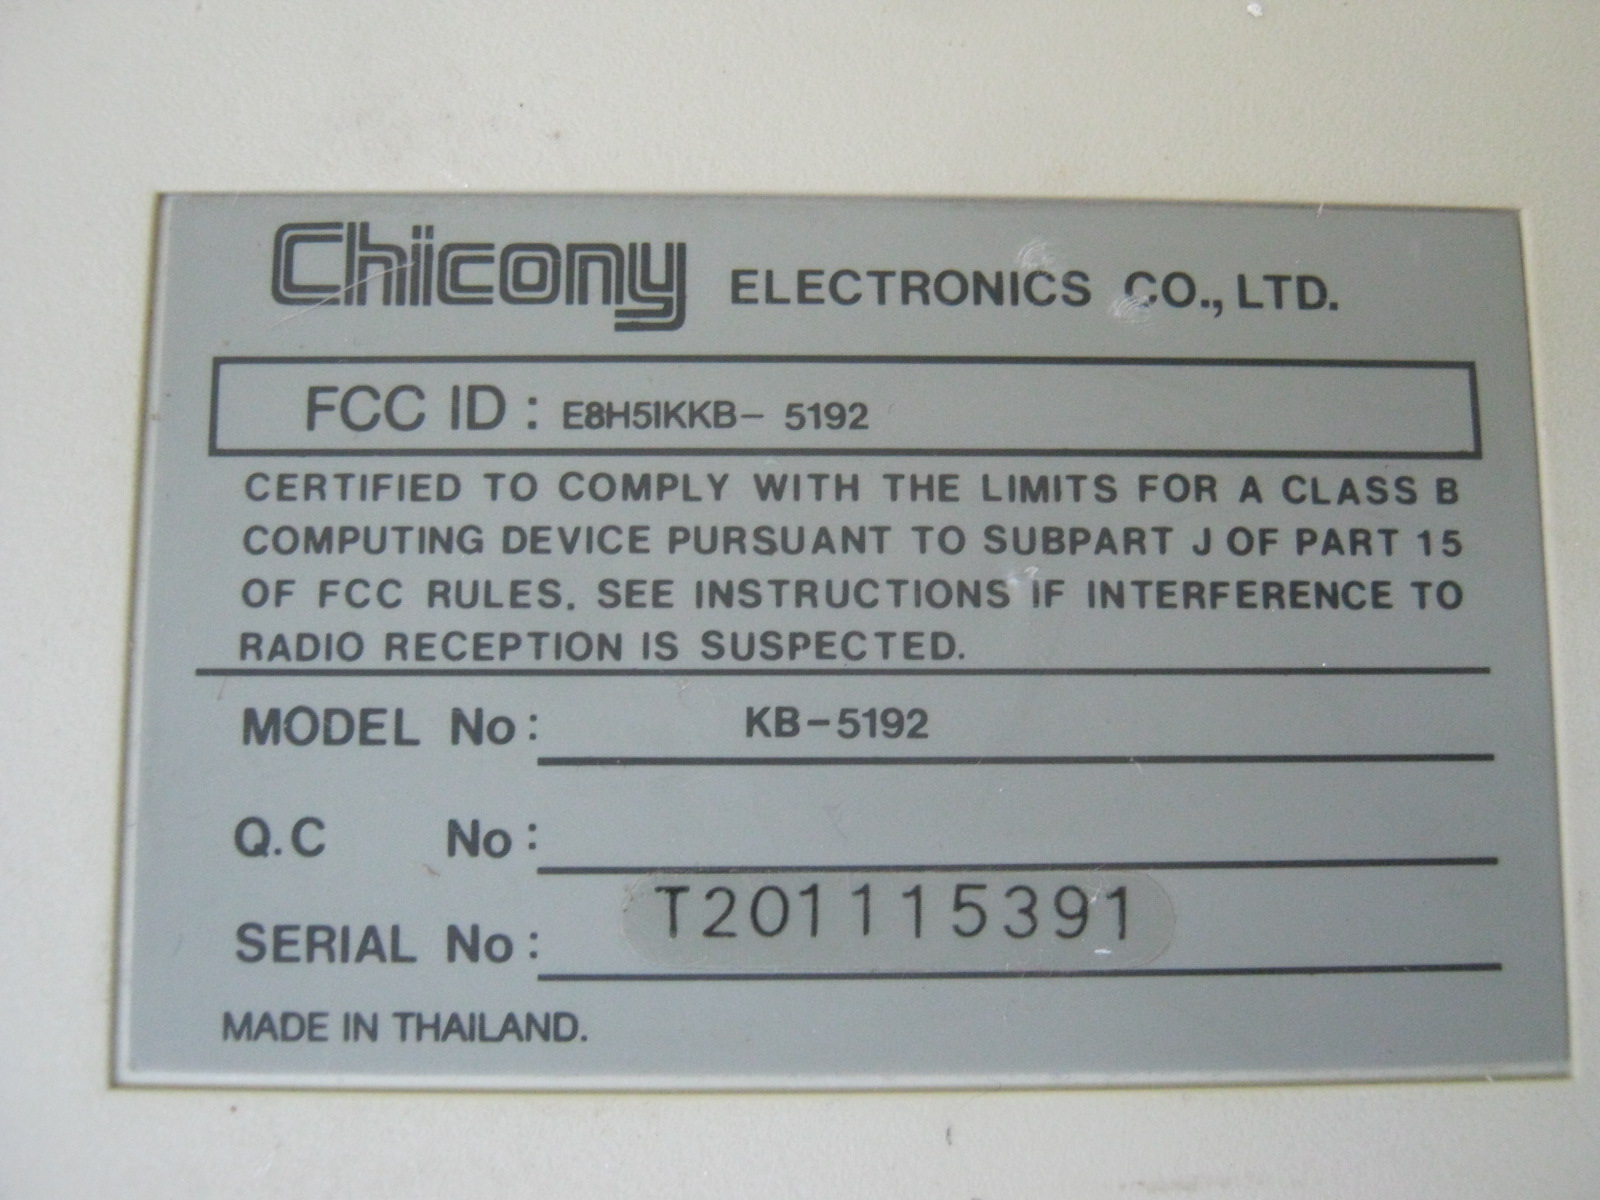 Chicony ELECTRONICS CO., LTD.
FCC ID : E8H5IKKB- 5192
CERTIFIED TO COMPLY WITH THE LIMITS FOR A CLASS B
COMPUTING DEVICE PURSUANT TO SUBPART J OF PART 15
OF FCC RULES. SEE INSTRUCTIONS IF INTERFERENCE TO
RADIO RECEPTION IS SUSPECTED.
MODEL No: KB-5192
Q.C No:
SERIAL No: T201115391
MADE IN THAILAND.